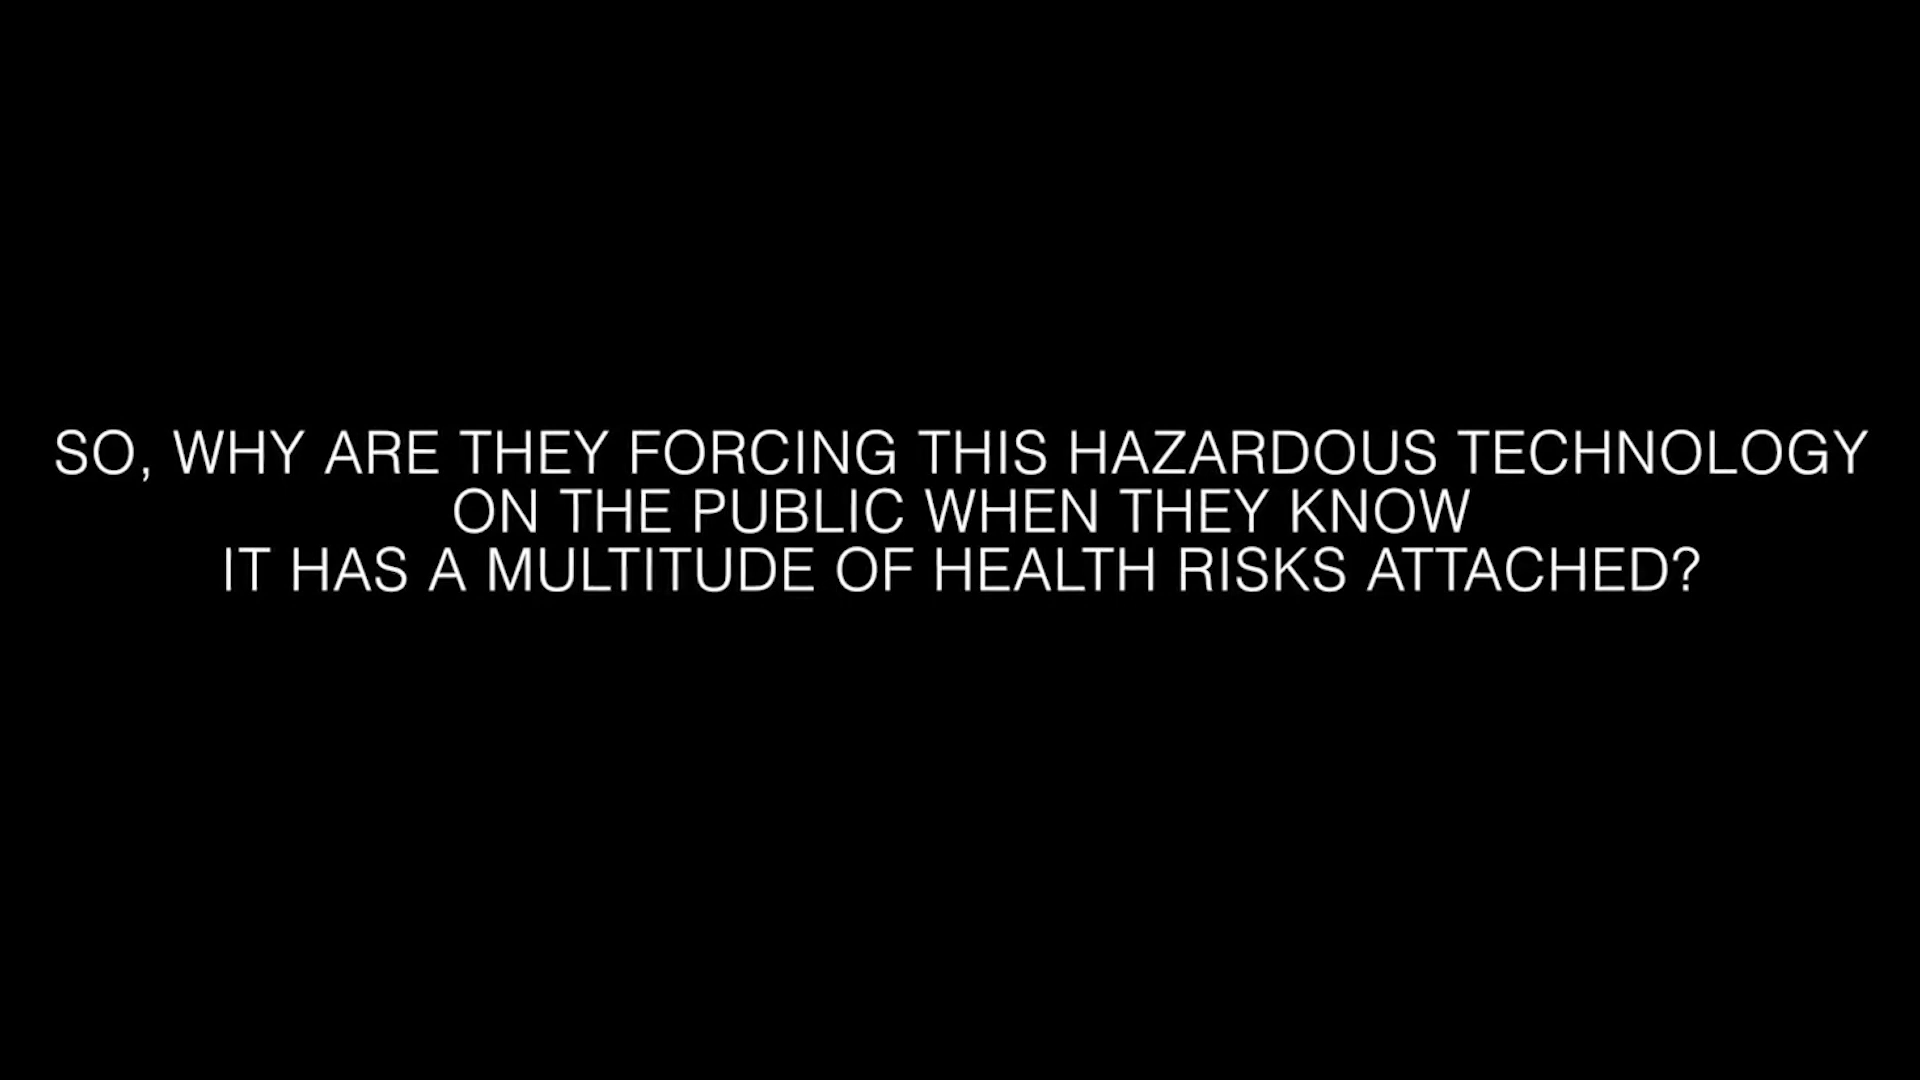 SO, WHY ARE THEY FORCING THIS HAZARDOUS TECHNOLOGY
ON THE PUBLIC WHEN THEY KNOW
IT HAS A MULTITUDE OF HEALTH RISKS ATTACHED?